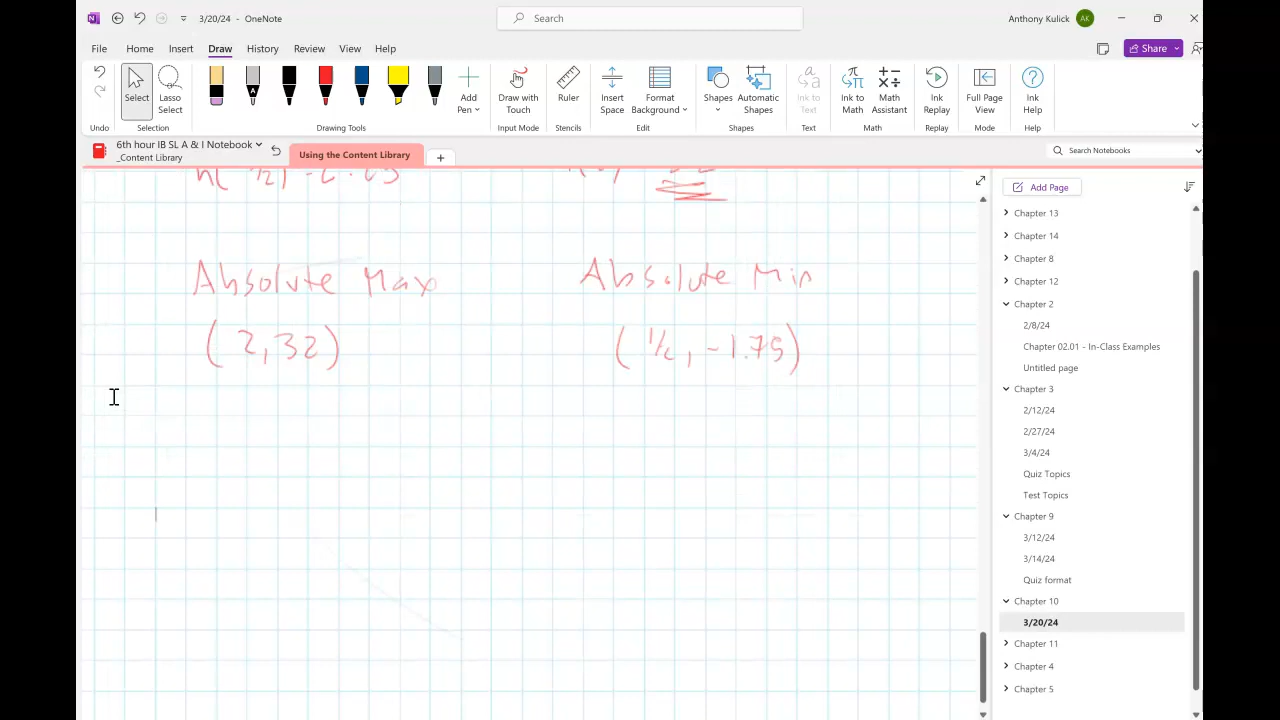 3/20/24 - OneNote
Search
Anthony Kulick
AK
File Home Insert Draw History Review View Help
Share
Select
Lasso Select
A
Add Pen
Draw with Touch
Ruler
Insert Space
Format Background
Shapes
Automatic Shapes
Ink to Text
Ink to Math
Math Assistant
Ink Replay
Full Page View
Ink Help
Undo Selection Drawing Tools Input Mode Stencils Edit Shapes Text Math Replay Mode Help
6th hour IB SL A & I Notebook
_Content Library
Using the Content Library
+
Search Notebooks
Absolute Max
Absolute Min
(2, 32)
(1/2, -1.75)
Add Page
Chapter 13
Chapter 14
Chapter 8
Chapter 12
Chapter 2
2/8/24
Chapter 02.01 - In-Class Examples
Untitled page
Chapter 3
2/12/24
2/27/24
3/4/24
Quiz Topics
Test Topics
Chapter 9
3/12/24
3/14/24
Quiz format
Chapter 10
3/20/24
Chapter 11
Chapter 4
Chapter 5